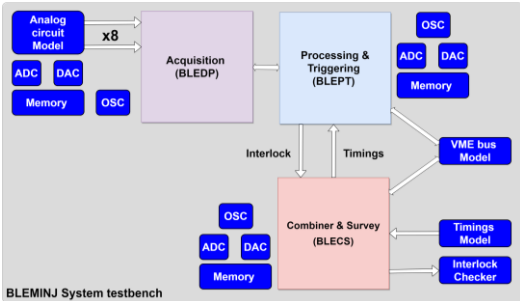 Analog
circuit
Model
x8
ADC
DAC
Memory
OSC
Acquisition
(BLEDP)
Processing &
Triggering
(BLEPT)
OSC
ADC
DAC
Memory
Interlock
Timings
VME bus
Model
OSC
ADC
DAC
Memory
Combiner & Survey
(BLECS)
Timings
Model
Interlock
Checker
BLEMINJ System testbench